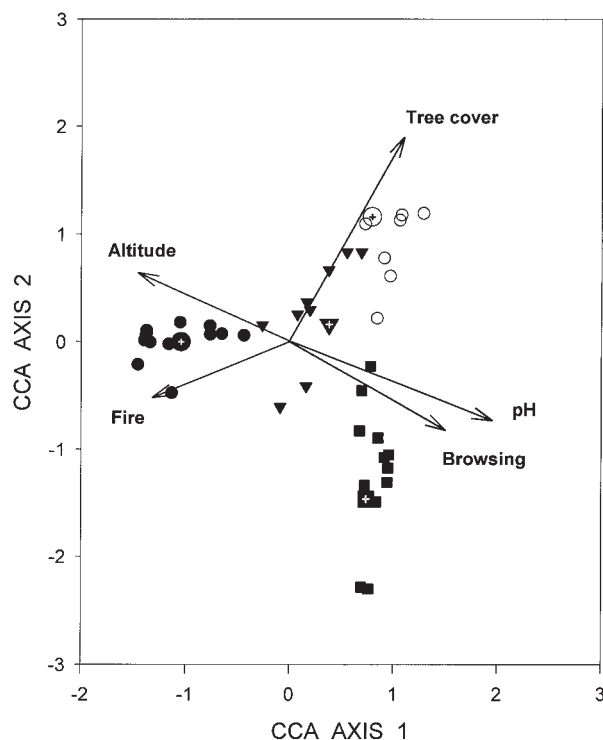 3
Tree cover
2
1
Altitude
CCA AXIS 2
0
Fire
pH
-1
Browsing
-2
-3
-2 -1 0 1 2 3
CCA AXIS 1